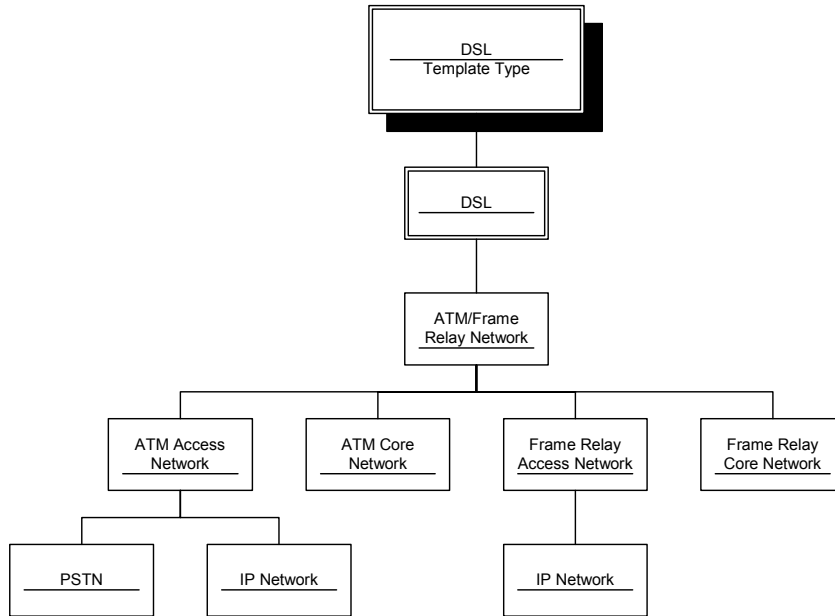 DSL
Template Type
DSL
ATM/Frame
Relay Network
ATM Access
Network
ATM Core
Network
Frame Relay
Access Network
Frame Relay
Core Network
PSTN
IP Network
IP Network